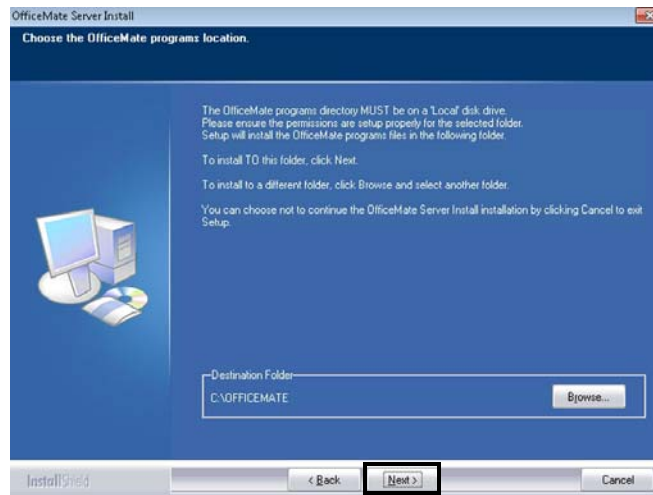 OfficeMate Server Install
Choose the OfficeMate programs location.
The OfficeMate programs directory MUST be on a 'Local' disk drive.
Please ensure the permissions are setup properly for the selected folder.
Setup will install the OfficeMate programs files in the following folder.
To install TO this folder, click Next.
To install to a different folder, click Browse and select another folder.
You can choose not to continue the OfficeMate Server Install installation by clicking Cancel to exit
Setup.
Destination Folder
C:\OFFICEMATE
Browse...
InstallShield
< Back
Next >
Cancel